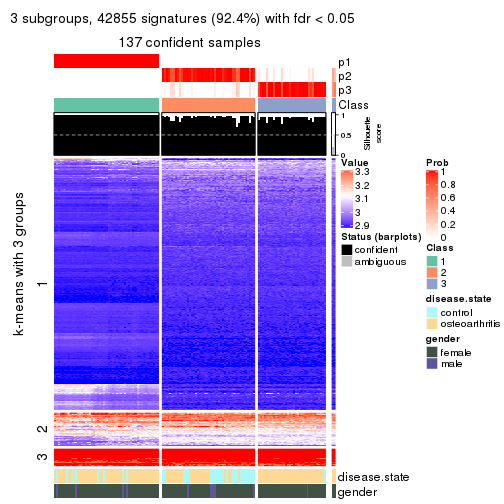 3 subgroups, 42855 signatures (92.4%) with fdr < 0.05
137 confident samples
p1
p2
p3
Class
1
0.5
0
Silhouette
score
k-means with 3 groups
1
2
3
disease.state
gender
Value
3.3
3.2
3.1
3
2.9
Status (barplots)
confident
ambiguous
Prob
1
0.8
0.6
0.4
0.2
0
Class
1
2
3
disease.state
control
osteoarthritis
gender
female
male